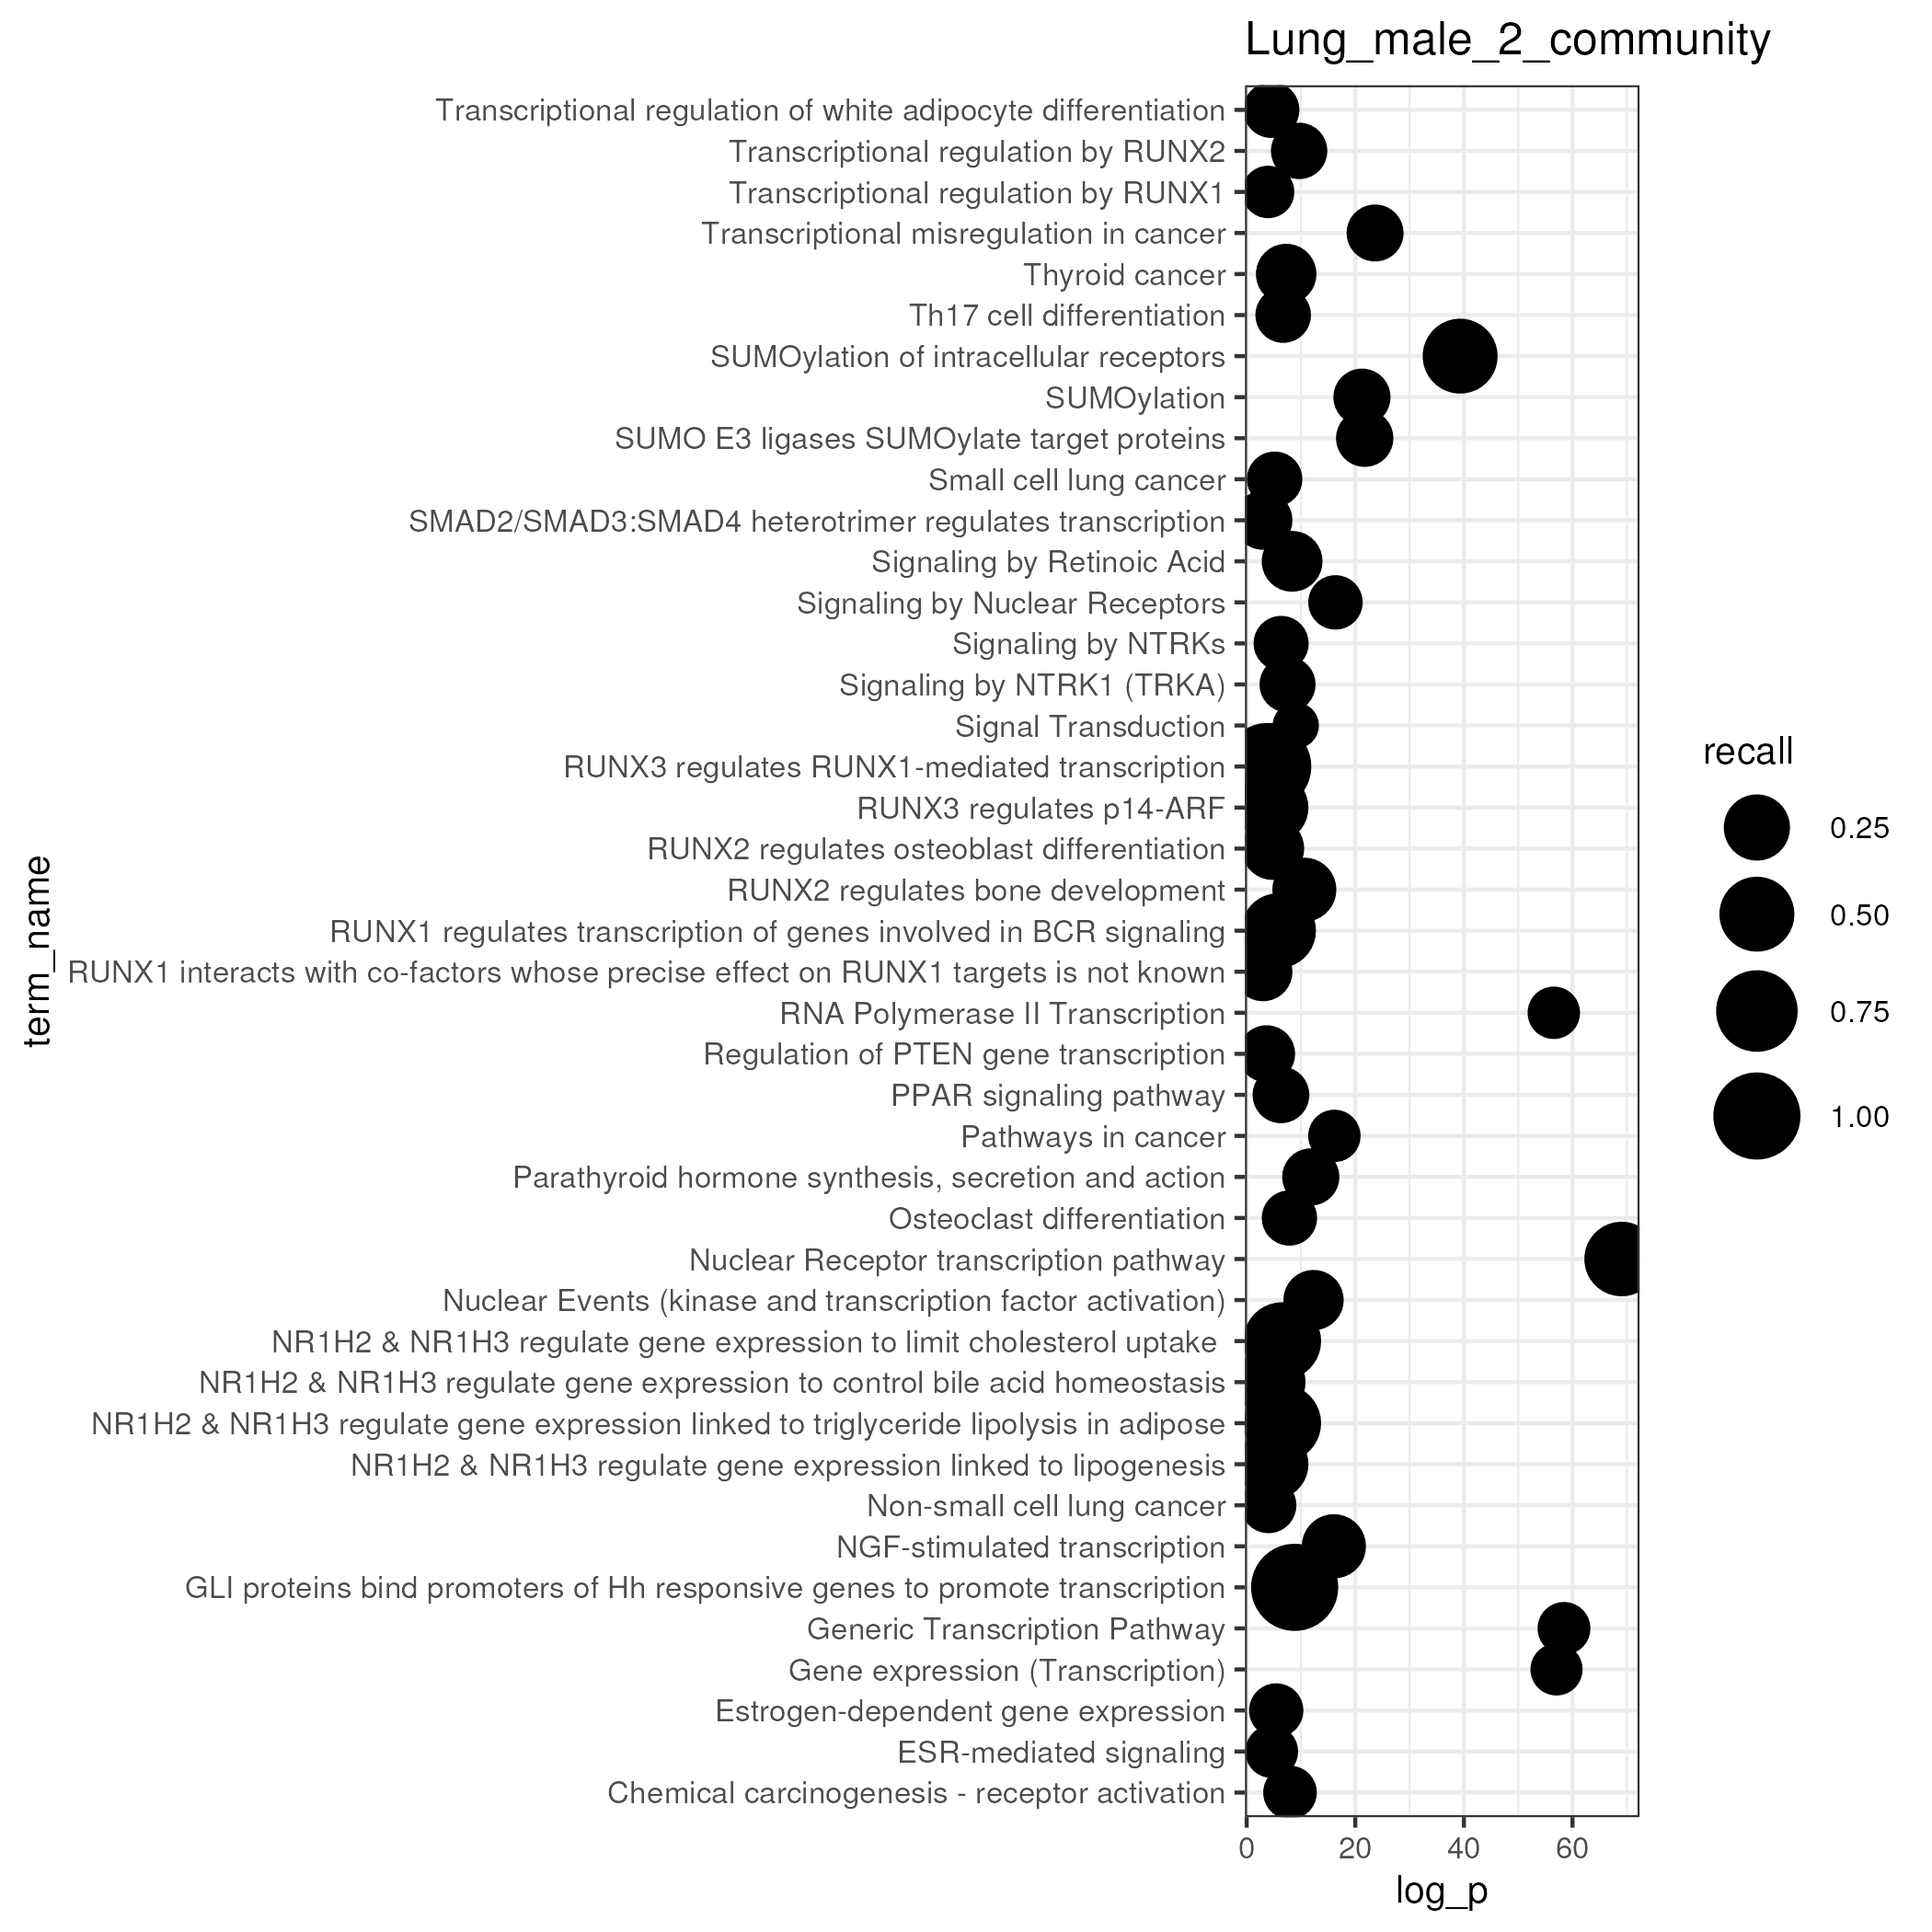 Lung_male_2_community
Transcriptional regulation of white adipocyte differentiation
Transcriptional regulation by RUNX2
Transcriptional regulation by RUNX1
Transcriptional misregulation in cancer
Thyroid cancer
Th17 cell differentiation
SUMOylation of intracellular receptors
SUMOylation
SUMO E3 ligases SUMOylate target proteins
Small cell lung cancer
SMAD2/SMAD3:SMAD4 heterotrimer regulates transcription
Signaling by Retinoic Acid
Signaling by Nuclear Receptors
Signaling by NTRKs
Signaling by NTRK1 (TRKA)
Signal Transduction
RUNX3 regulates RUNX1-mediated transcription
RUNX3 regulates p14-ARF
RUNX2 regulates osteoblast differentiation
RUNX2 regulates bone development
RUNX1 regulates transcription of genes involved in BCR signaling
RUNX1 interacts with co-factors whose precise effect on RUNX1 targets is not known
RNA Polymerase II Transcription
Regulation of PTEN gene transcription
PPAR signaling pathway
Pathways in cancer
Parathyroid hormone synthesis, secretion and action
Osteoclast differentiation
Nuclear Receptor transcription pathway
Nuclear Events (kinase and transcription factor activation)
NR1H2 & NR1H3 regulate gene expression to limit cholesterol uptake
NR1H2 & NR1H3 regulate gene expression to control bile acid homeostasis
NR1H2 & NR1H3 regulate gene expression linked to triglyceride lipolysis in adipose
NR1H2 & NR1H3 regulate gene expression linked to lipogenesis
Non-small cell lung cancer
NGF-stimulated transcription
GLI proteins bind promoters of Hh responsive genes to promote transcription
Generic Transcription Pathway
Gene expression (Transcription)
Estrogen-dependent gene expression
ESR-mediated signaling
Chemical carcinogenesis - receptor activation
term_name
0 20 40 60
log_p
recall
0.25
0.50
0.75
1.00